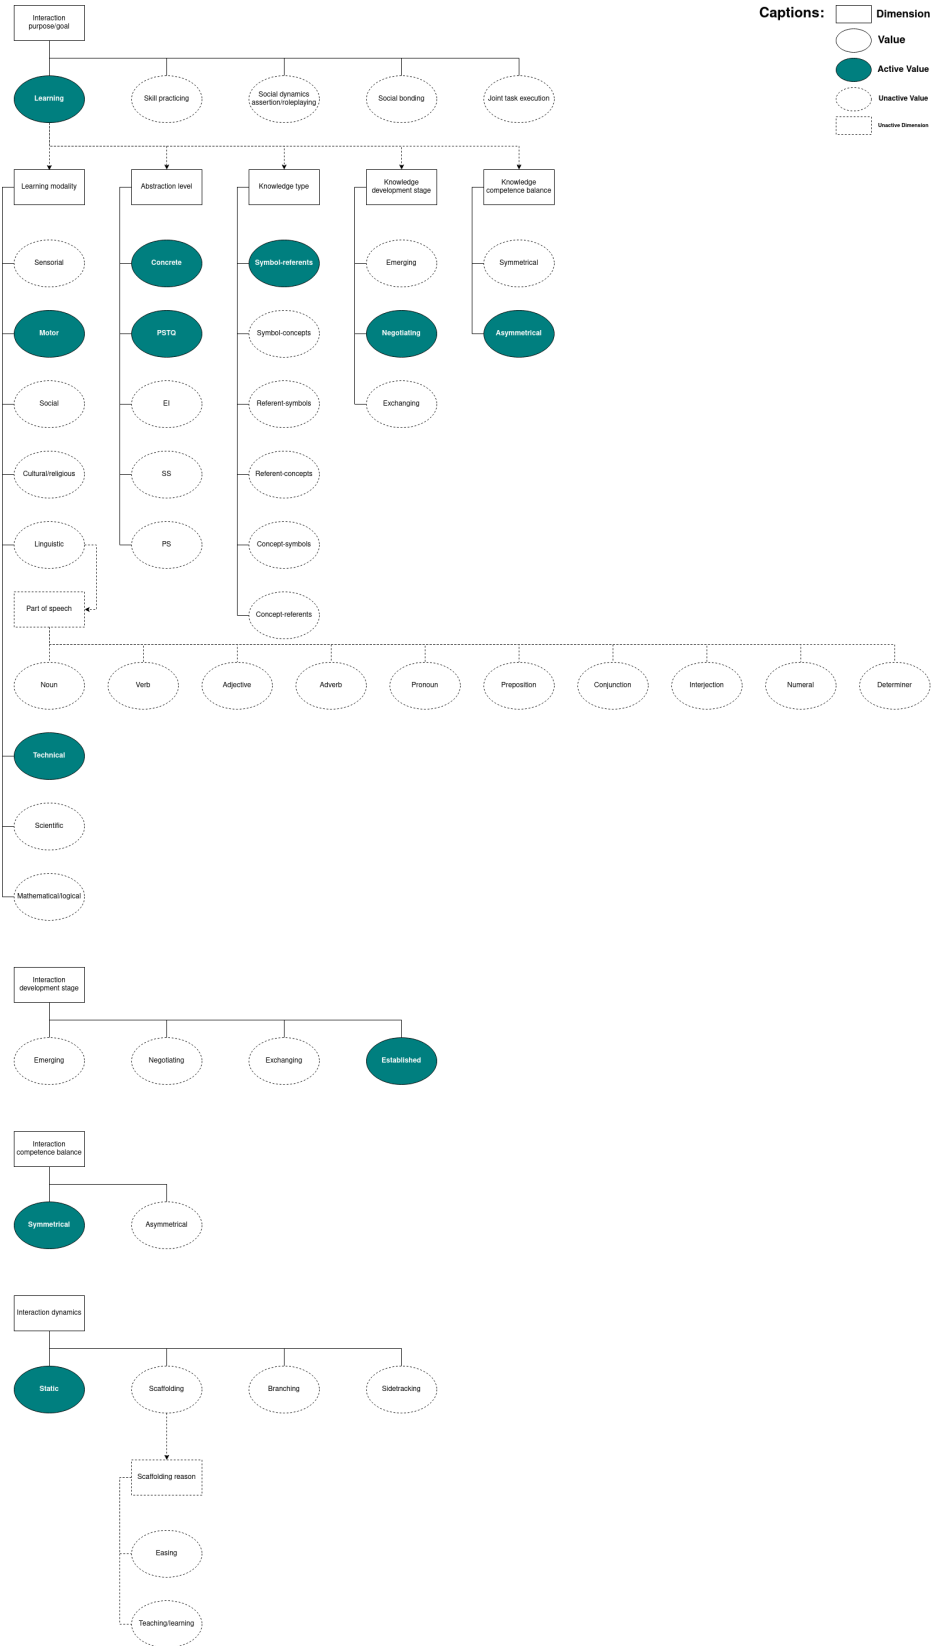 Captions:
Dimension
Value
Active Value
Unactive Value
Unactive Dimension
Interaction
purpose/goal
Learning
Skill practicing
Social dynamics
assertion/roleplaying
Social bonding
Joint task execution
Learning modality
Abstraction level
Knowledge type
Knowledge
development stage
Knowledge
competence balance
Sensorial
Concrete
Symbol-referents
Emerging
Symmetrical
Motor
PSTQ
Symbol-concepts
Negotiating
Asymmetrical
Social
EI
Referent-symbols
Exchanging
Cultural/religious
SS
Referent-concepts
Linguistic
PS
Concept-symbols
Part of speech
Concept-referents
Noun
Verb
Adjective
Adverb
Pronoun
Preposition
Conjunction
Interjection
Numeral
Determiner
Technical
Scientific
Mathematical/logical
Interaction
development stage
Emerging
Negotiating
Exchanging
Established
Interaction
competence balance
Symmetrical
Asymmetrical
Interaction dynamics
Static
Scaffolding
Branching
Sidetracking
Scaffolding reason
Easing
Teaching/learning